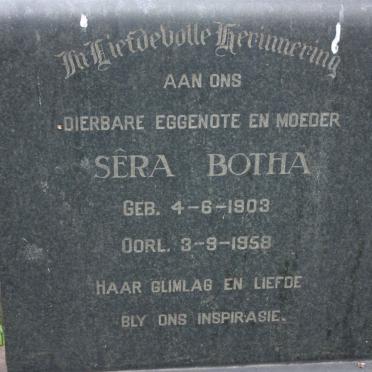 In Liefdevolle Herinnering
AAN ONS
DIERBARE EGGENOTE EN MOEDER
SÊRA BOTHA
GEB. 4-6-1903
OORL. 3-9-1958
HAAR GLIMLAG EN LIEFDE
BLY ONS INSPIRASIE.